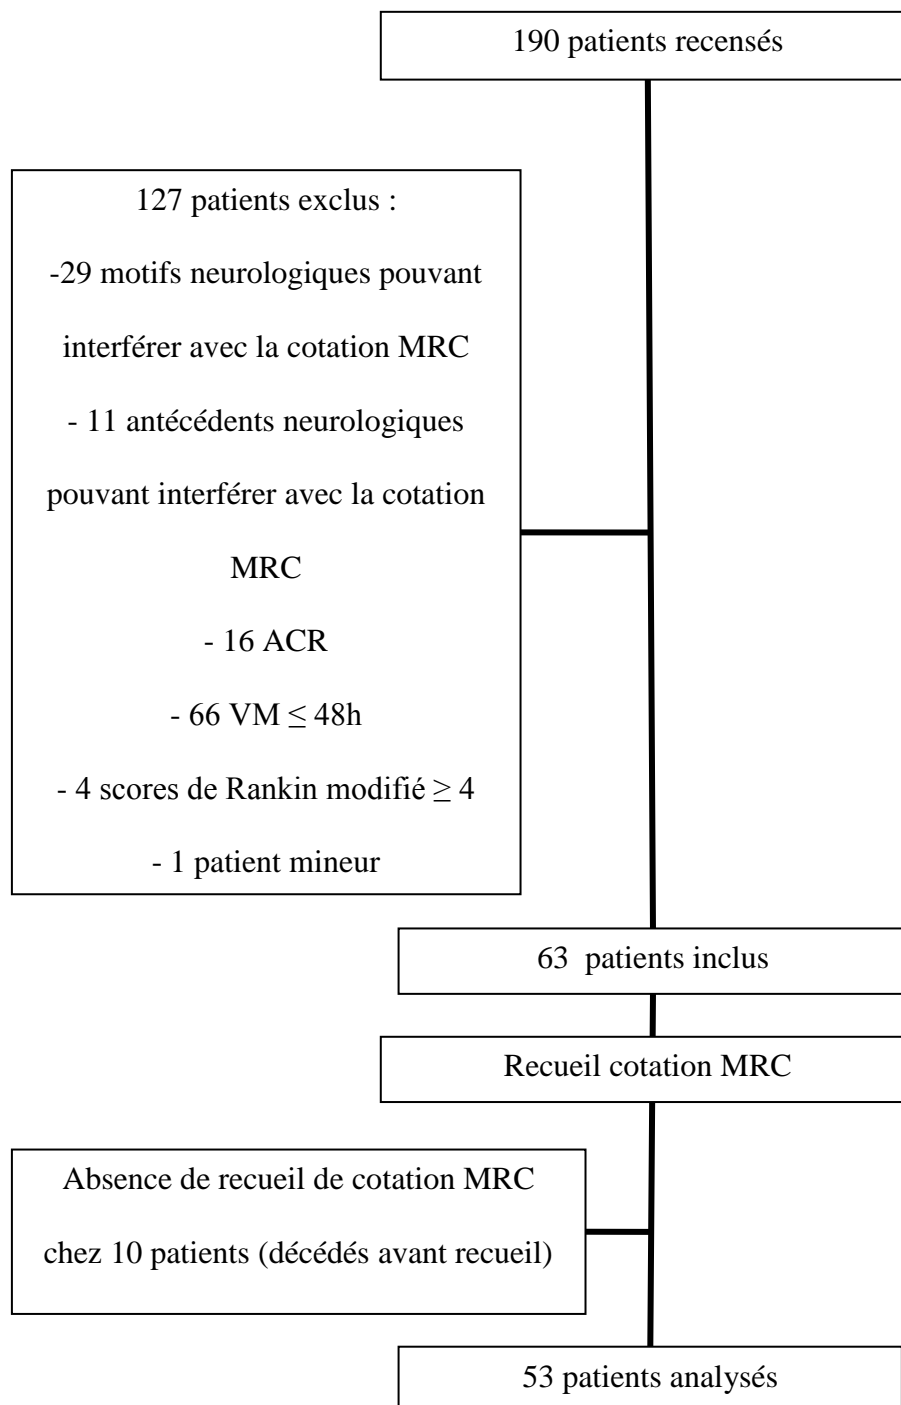 190 patients recensés
127 patients exclus :
-29 motifs neurologiques pouvant
interférer avec la cotation MRC
- 11 antécédents neurologiques
pouvant interférer avec la cotation
MRC
- 16 ACR
- 66 VM ≤ 48h
- 4 scores de Rankin modifié ≥ 4
- 1 patient mineur
63 patients inclus
Recueil cotation MRC
Absence de recueil de cotation MRC
chez 10 patients (décédés avant recueil)
53 patients analysés